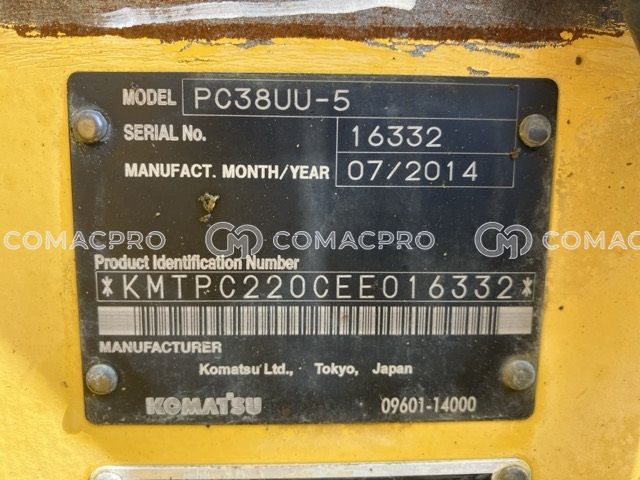 MODEL PC38UU-5
SERIAL No. 16332
MANUFACT. MONTH/YEAR 07/2014
COMACPRO COMACPRO COMACPRO
Product Identification Number
*KMTPC220CEE016332*
MANUFACTURER
Komatsu Ltd., Tokyo, Japan
KOMATSU 09601-14000